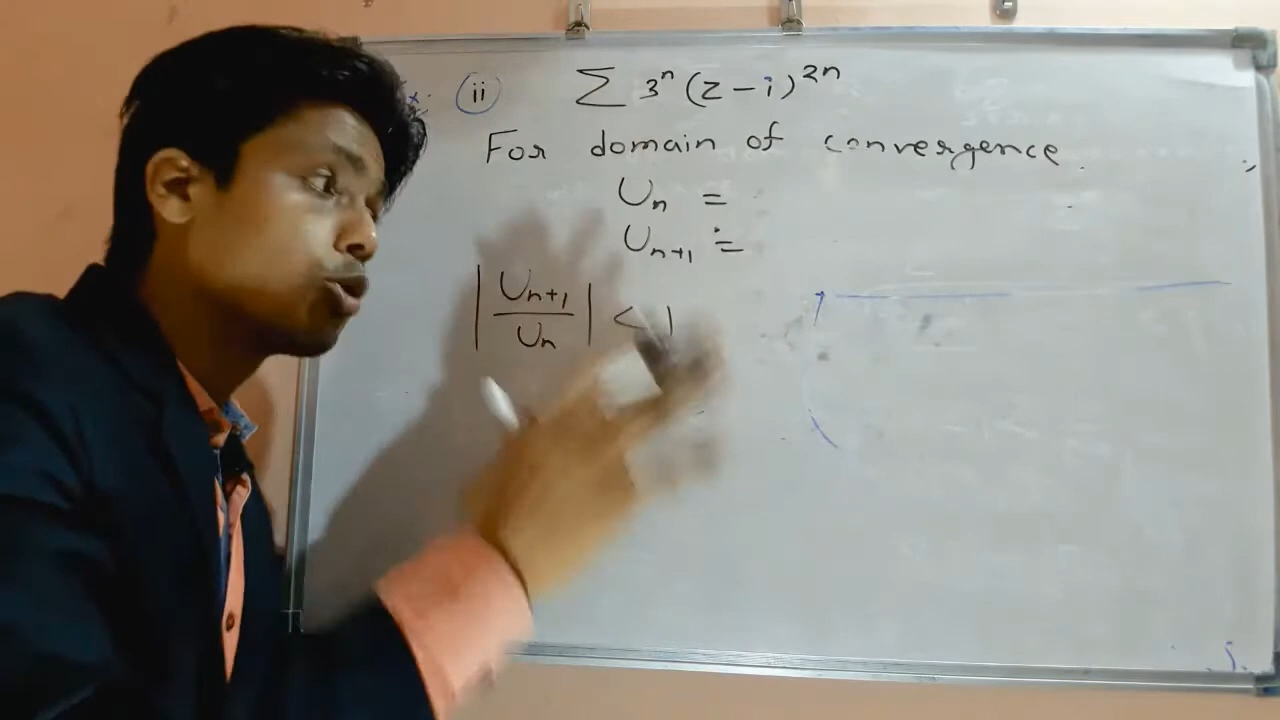 (ii) ∑ 3ⁿ (z – i)²ⁿ
For domain of convergence.
Uₙ =
Uₙ₊₁ =
|Uₙ₊₁ / Uₙ| < 1